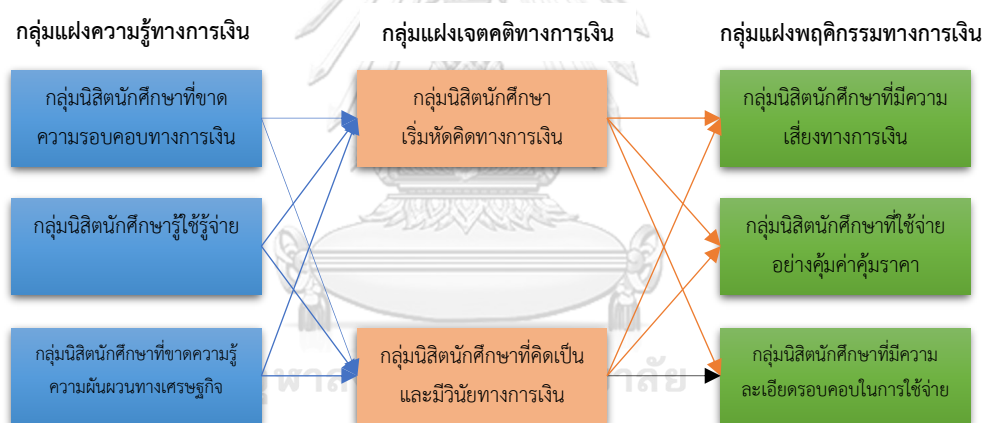 กลุ่มแฝงความรู้ทางการเงิน
กลุ่มแฝงเจตคติทางการเงิน
กลุ่มแฝงพฤติกรรมทางการเงิน
กลุ่มนิสิตนักศึกษาที่ขาด
ความรอบคอบทางการเงิน
กลุ่มนิสิตนักศึกษา
เริ่มหัดคิดทางการเงิน
กลุ่มนิสิตนักศึกษาที่มีความ
เสี่ยงทางการเงิน
กลุ่มนิสิตนักศึกษารู้ใช้รู้จ่าย
กลุ่มนิสิตนักศึกษาที่ใช้จ่าย
อย่างคุ้มค่าคุ้มราคา
กลุ่มนิสิตนักศึกษาที่ขาดความรู้
ความผันผวนทางเศรษฐกิจ
กลุ่มนิสิตนักศึกษาที่คิดเป็น
และมีวินัยทางการเงิน
กลุ่มนิสิตนักศึกษาที่มีความ
ละเอียดรอบคอบในการใช้จ่าย